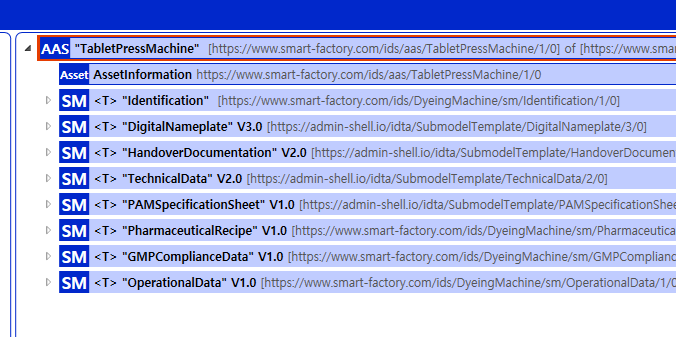 AAS "TabletPressMachine" [https://www.smart-factory.com/ids/aas/TabletPressMachine/1/0] of [https://www.smar
Asset AssetInformation https://www.smart-factory.com/ids/aas/TabletPressMachine/1/0
SM <T> "Identification" [https://www.smart-factory.com/ids/DyeingMachine/sm/Identification/1/0]
SM <T> "DigitalNameplate" V3.0 [https://admin-shell.io/idta/SubmodelTemplate/DigitalNameplate/3/0]
SM <T> "HandoverDocumentation" V2.0 [https://admin-shell.io/idta/SubmodelTemplate/HandoverDocumen
SM <T> "TechnicalData" V2.0 [https://admin-shell.io/idta/SubmodelTemplate/TechnicalData/2/0]
SM <T> "PAMSpecificationSheet" V1.0 [https://admin-shell.io/idta/SubmodelTemplate/PAMSpecificationShee
SM <T> "PharmaceuticalRecipe" V1.0 [https://www.smart-factory.com/ids/DyeingMachine/sm/Pharmaceutica
SM <T> "GMPComplianceData" V1.0 [https://www.smart-factory.com/ids/DyeingMachine/sm/GMPComplianc
SM <T> "OperationalData" V1.0 [https://www.smart-factory.com/ids/DyeingMachine/sm/OperationalData/1/0